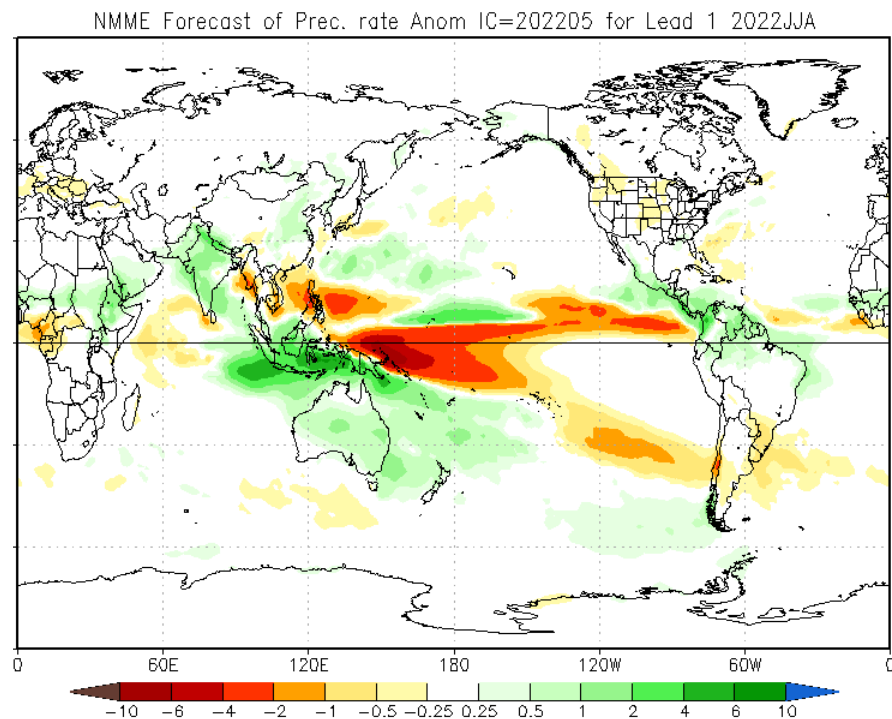 NMME Forecast of Prec. rate Anom IC=202205 for Lead 1 2022JJA
0 60E 120E 180 120W 60W 0
-10 -6 -4 -2 -1 -0.5 -0.25 0.25 0.5 1 2 4 6 10